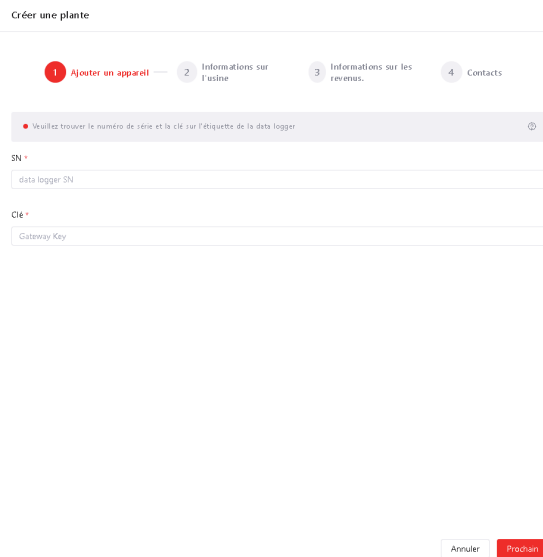 Créer une plante
1 Ajouter un appareil
2 Informations sur
l'usine
3 Informations sur les
revenus.
4 Contacts
Veuillez trouver le numéro de série et la clé sur l'étiquette de la data logger
SN *
data logger SN
Clé *
Gateway Key
Annuler Prochain